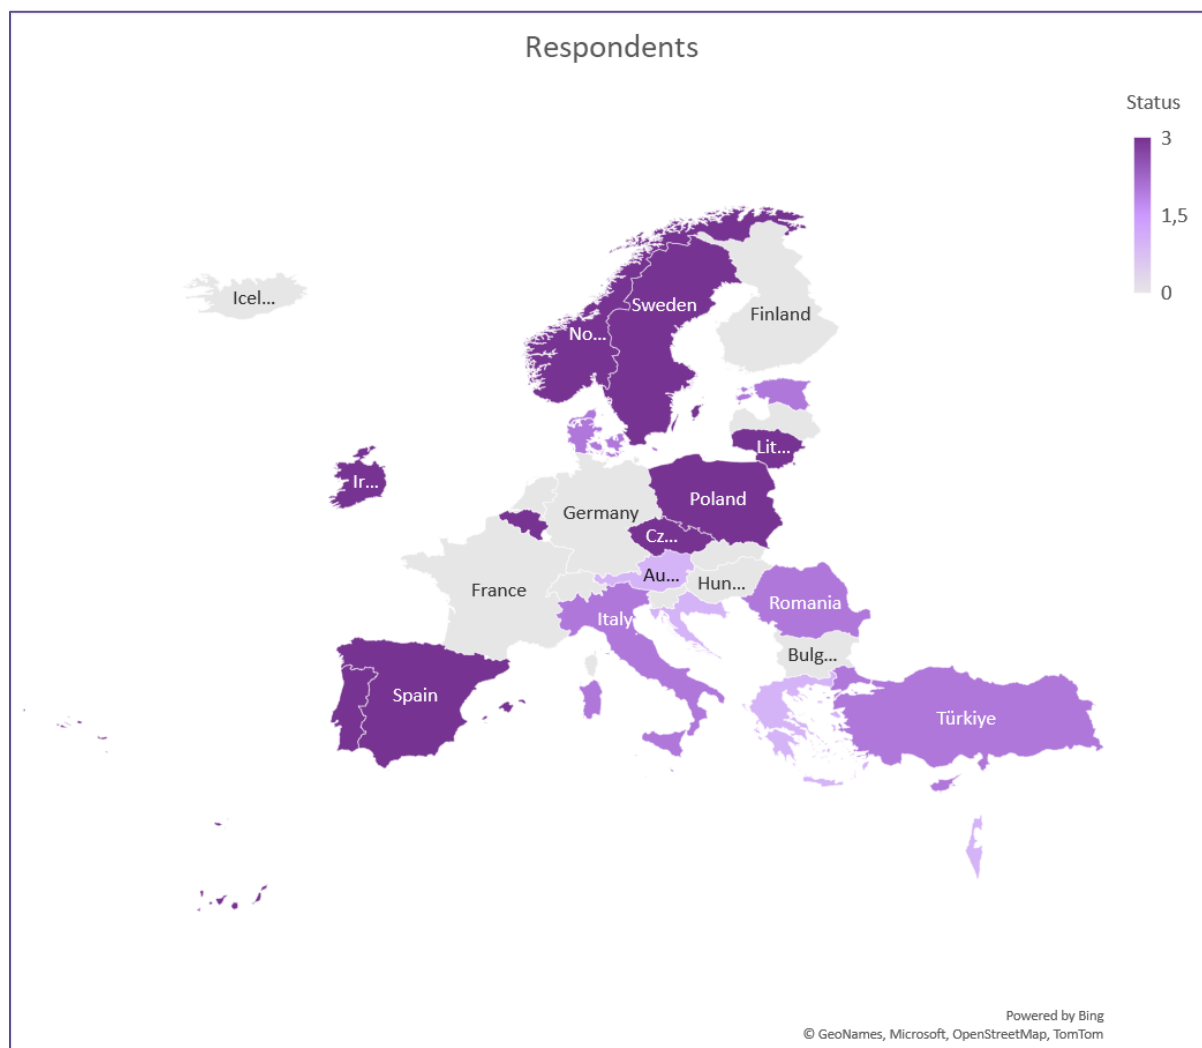 Respondents
Status
3
1,5
0
Icel...
Sweden
No...
Finland
Lit...
Ir...
Poland
Germany
Cz...
Au...
Hun...
France
Romania
Italy
Bulg...
Spain
Türkiye
Powered by Bing
© GeoNames, Microsoft, OpenStreetMap, TomTom